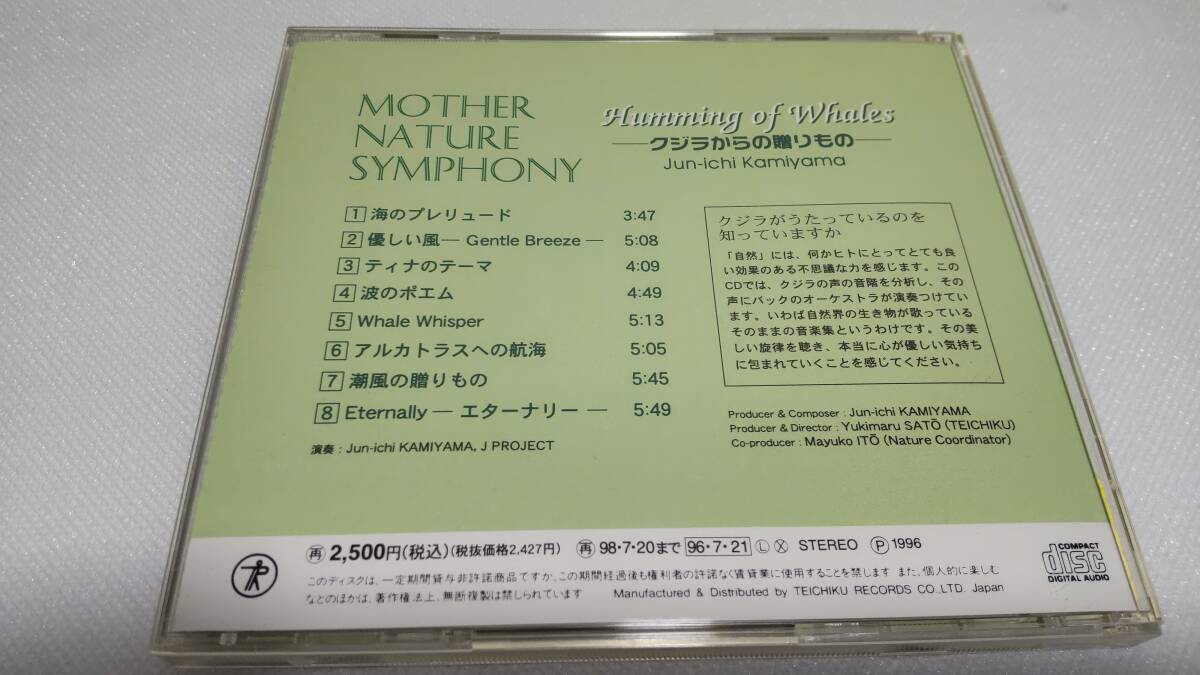 MOTHER
NATURE
SYMPHONY
Humming of Whales
—クジラからの贈りもの—
Jun-ichi Kamiyama
1 海のプレリュード 3:47
2 優しい風— Gentle Breeze — 5:08
3 ティナのテーマ 4:09
4 波のポエム 4:49
5 Whale Whisper 5:13
6 アルカトラスへの航海 5:05
7 潮風の贈りもの 5:45
8 Eternally — エターナリー — 5:49
演奏 : Jun-ichi KAMIYAMA, J PROJECT
クジラがうたっているのを
知っていますか
「自然」には、何かヒトにとってとても良
い効果のある不思議な力を感じます。この
CDでは、クジラの声の音階を分析し、その
声にバックのオーケストラが演奏つけてい
ます。いわば自然界の生き物が歌っている
そのままの音楽集というわけです。その美
しい旋律を聴き、本当に心が優しい気持ち
に包まれていくことを感じてください。
Producer & Composer : Jun-ichi KAMIYAMA
Producer & Director : Yukimaru SATŌ (TEICHIKU)
Co-producer : Mayuko ITŌ (Nature Coordinator)
再 2,500円(税込)(税抜価格2,427円) 再 98・7・20まで 96・7・21 Ⓛ Ⓧ STEREO Ⓟ 1996
このディスクは、一定期間貸与非許諾商品ですが、この期間経過後も権利者の許諾なく賃貸業に使用することを禁じます また、個人的に楽しむ
などのほかは、著作権法上、無断複製は禁じられています Manufactured & Distributed by TEICHIKU RECORDS CO.,LTD. Japan
COMPACT
disc
DIGITAL AUDIO